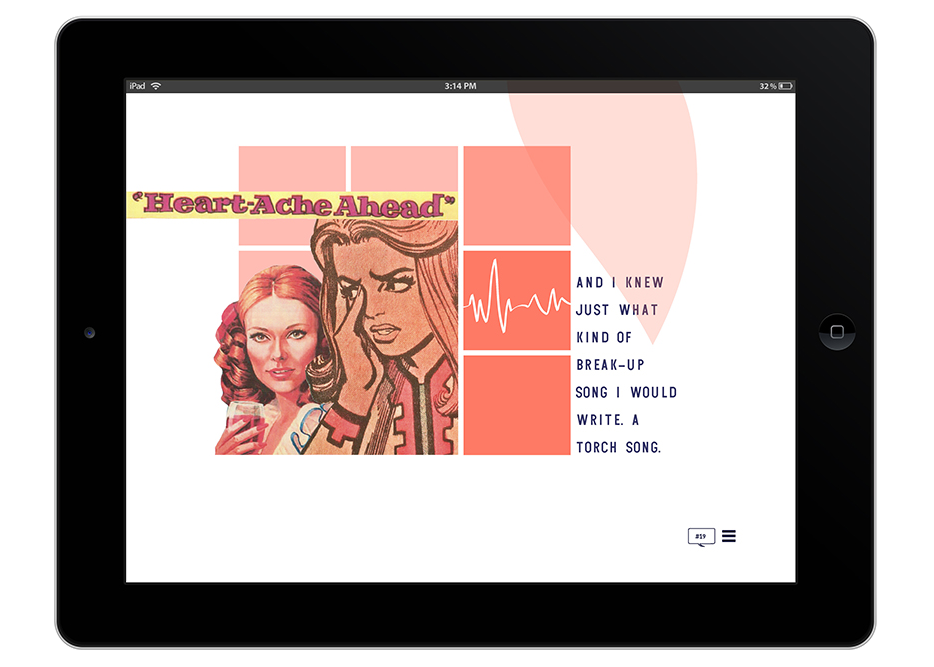 iPad 3:14 PM 32%
"Heart-Ache Ahead"
AND I KNEW
JUST WHAT
KIND OF
BREAK-UP
SONG I WOULD
WRITE. A
TORCH SONG.
#19